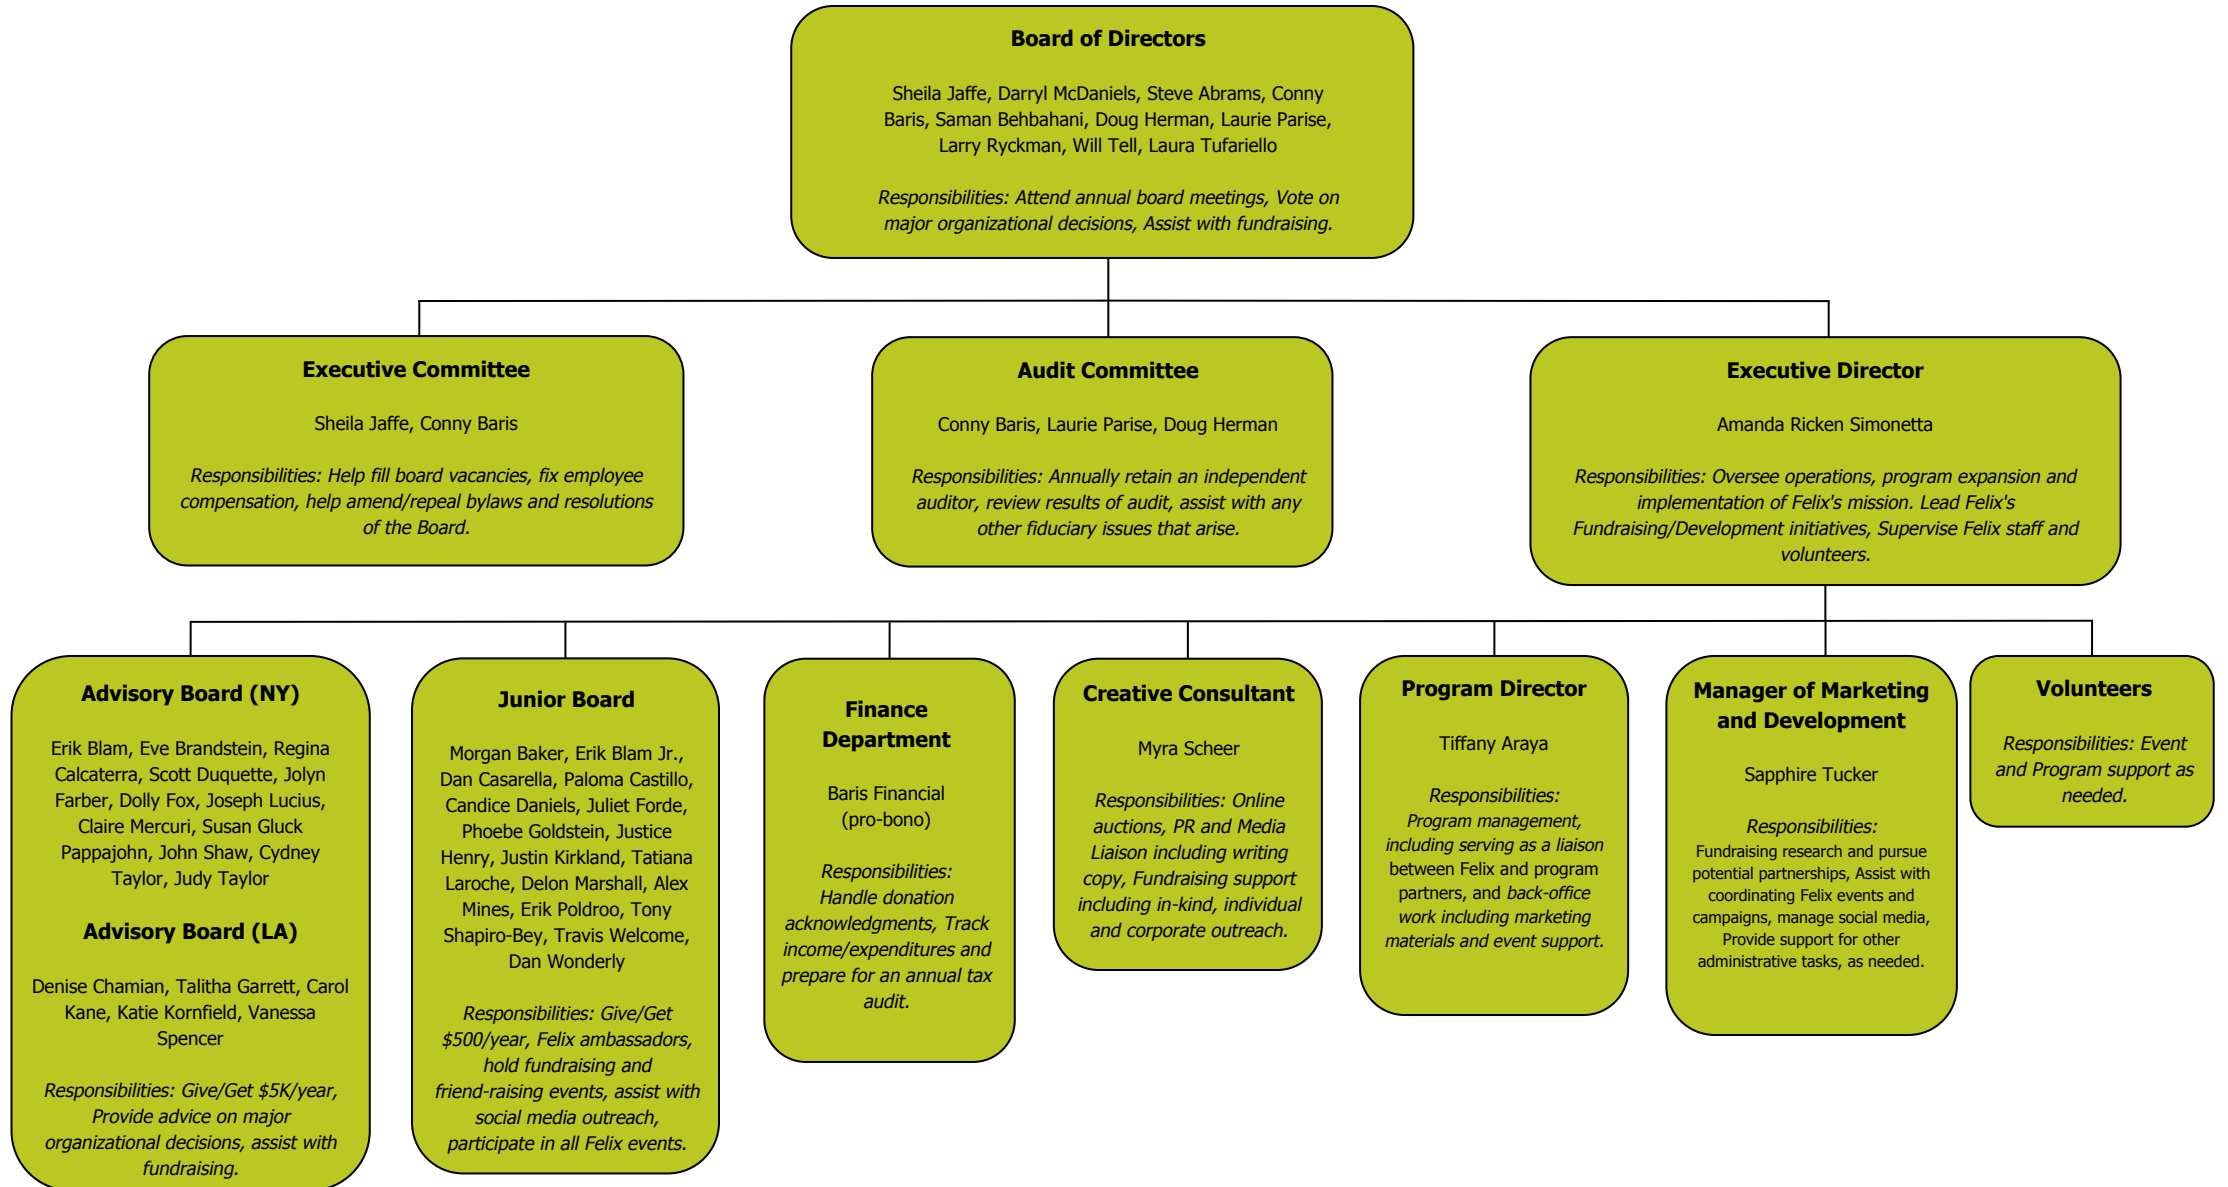 Board of Directors
Sheila Jaffe, Darryl McDaniels, Steve Abrams, Conny
Baris, Saman Behbahani, Doug Herman, Laurie Parise,
Larry Ryckman, Will Tell, Laura Tufariello
Responsibilities: Attend annual board meetings, Vote on
major organizational decisions, Assist with fundraising.
Executive Committee
Sheila Jaffe, Conny Baris
Responsibilities: Help fill board vacancies, fix employee
compensation, help amend/repeal bylaws and resolutions
of the Board.
Audit Committee
Conny Baris, Laurie Parise, Doug Herman
Responsibilities: Annually retain an independent
auditor, review results of audit, assist with any
other fiduciary issues that arise.
Executive Director
Amanda Ricken Simonetta
Responsibilities: Oversee operations, program expansion and
implementation of Felix's mission. Lead Felix's
Fundraising/Development initiatives, Supervise Felix staff and
volunteers.
Advisory Board (NY)
Erik Blam, Eve Brandstein, Regina
Calcaterra, Scott Duquette, Jolyn
Farber, Dolly Fox, Joseph Lucius,
Claire Mercuri, Susan Gluck
Pappajohn, John Shaw, Cydney
Taylor, Judy Taylor
Advisory Board (LA)
Denise Chamian, Talitha Garrett, Carol
Kane, Katie Kornfield, Vanessa
Spencer
Responsibilities: Give/Get $5K/year,
Provide advice on major
organizational decisions, assist with
fundraising.
Junior Board
Morgan Baker, Erik Blam Jr.,
Dan Casarella, Paloma Castillo,
Candice Daniels, Juliet Forde,
Phoebe Goldstein, Justice
Henry, Justin Kirkland, Tatiana
Laroche, Delon Marshall, Alex
Mines, Erik Poldroo, Tony
Shapiro-Bey, Travis Welcome,
Dan Wonderly
Responsibilities: Give/Get
$500/year, Felix ambassadors,
hold fundraising and
friend-raising events, assist with
social media outreach,
participate in all Felix events.
Finance
Department
Baris Financial
(pro-bono)
Responsibilities:
Handle donation
acknowledgments, Track
income/expenditures and
prepare for an annual tax
audit.
Creative Consultant
Myra Scheer
Responsibilities: Online
auctions, PR and Media
Liaison including writing
copy, Fundraising support
including in-kind, individual
and corporate outreach.
Program Director
Tiffany Araya
Responsibilities:
Program management,
including serving as a liaison
between Felix and program
partners, and back-office
work including marketing
materials and event support.
Manager of Marketing
and Development
Sapphire Tucker
Responsibilities:
Fundraising research and pursue
potential partnerships, Assist with
coordinating Felix events and
campaigns, manage social media,
Provide support for other
administrative tasks, as needed.
Volunteers
Responsibilities: Event
and Program support as
needed.